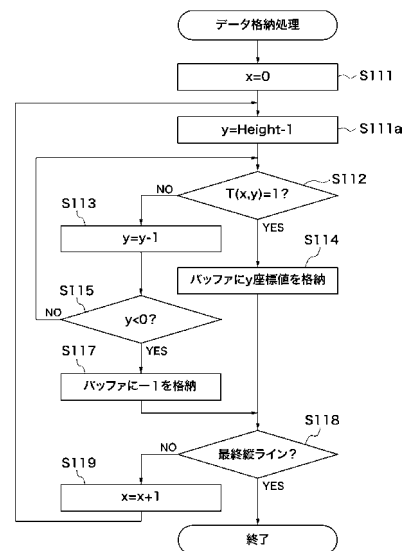 データ格納処理
x=0
S111
y=Height-1
S111a
T(x,y)=1?
S112
NO
YES
S113
y=y-1
S114
バッファにy座標値を格納
S115
y<0?
NO
YES
S117
バッファに－1を格納
S118
最終縦ライン?
NO
YES
S119
x=x+1
終了